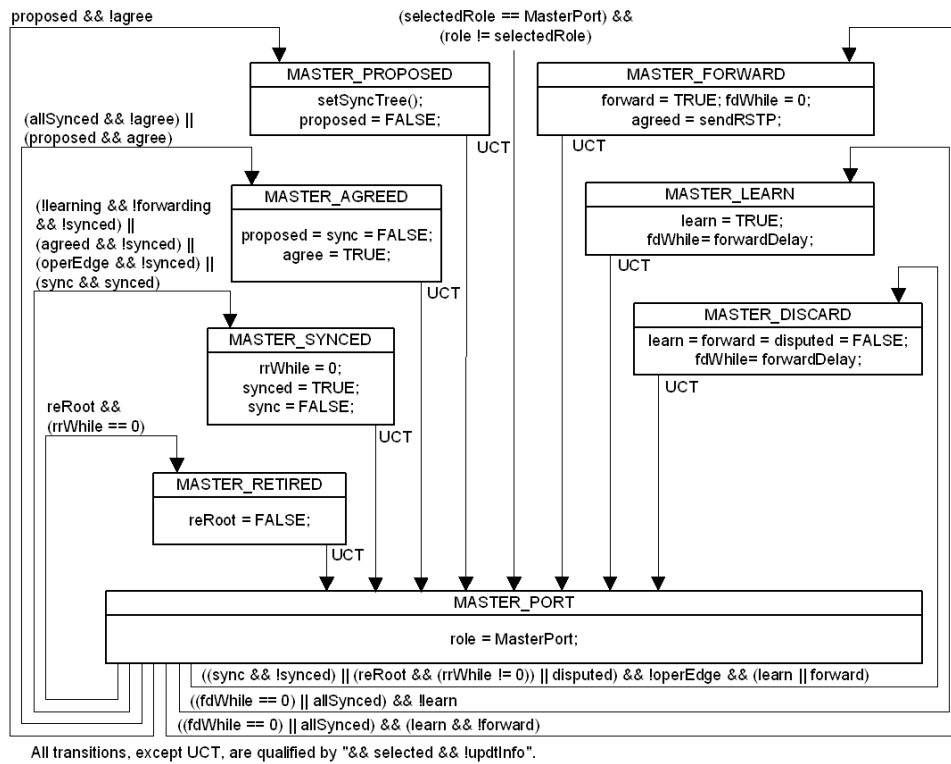 proposed && !agree
(selectedRole == MasterPort) &&
(role != selectedRole)
MASTER_PROPOSED
setSyncTree();
proposed = FALSE;
UCT
MASTER_FORWARD
forward = TRUE; fdWhile = 0;
agreed = sendRSTP;
UCT
(allSynced && !agree) ||
(proposed && agree)
MASTER_AGREED
proposed = sync = FALSE;
agree = TRUE;
UCT
MASTER_LEARN
learn = TRUE;
fdWhile= forwardDelay;
UCT
(!learning && !forwarding
&& !synced) ||
(agreed && !synced) ||
(operEdge && !synced) ||
(sync && synced)
MASTER_SYNCED
rrWhile = 0;
synced = TRUE;
sync = FALSE;
UCT
MASTER_DISCARD
learn = forward = disputed = FALSE;
fdWhile= forwardDelay;
UCT
reRoot &&
(rrWhile == 0)
MASTER_RETIRED
reRoot = FALSE;
UCT
MASTER_PORT
role = MasterPort;
((sync && !synced) || (reRoot && (rrWhile != 0)) || disputed) && !operEdge && (learn || forward)
((fdWhile == 0) || allSynced) && !learn
((fdWhile == 0) || allSynced) && (learn && !forward)
All transitions, except UCT, are qualified by "&& selected && !updtInfo".